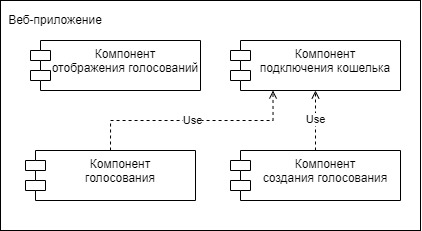 Веб-приложение
Компонент
отображения голосований
Компонент
подключения кошелька
Use
Use
Компонент
голосования
Компонент
создания голосования